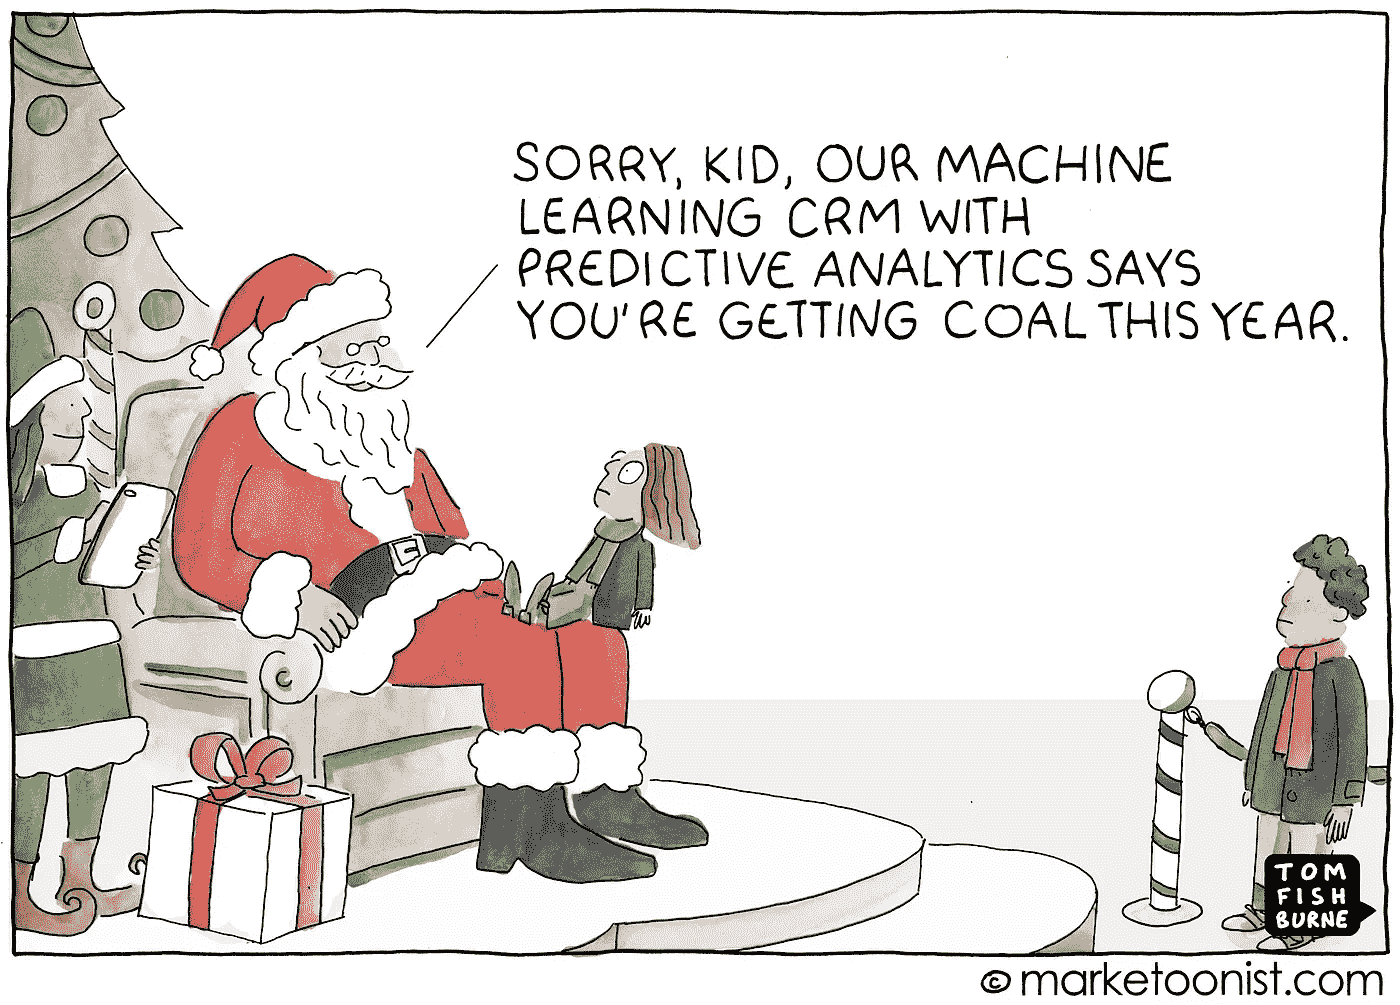 SORRY, KID, OUR MACHINE
LEARNING CRM WITH
PREDICTIVE ANALYTICS SAYS
YOU'RE GETTING COAL THIS YEAR.
TOM
FISH
BURNE
© marketoonist.com